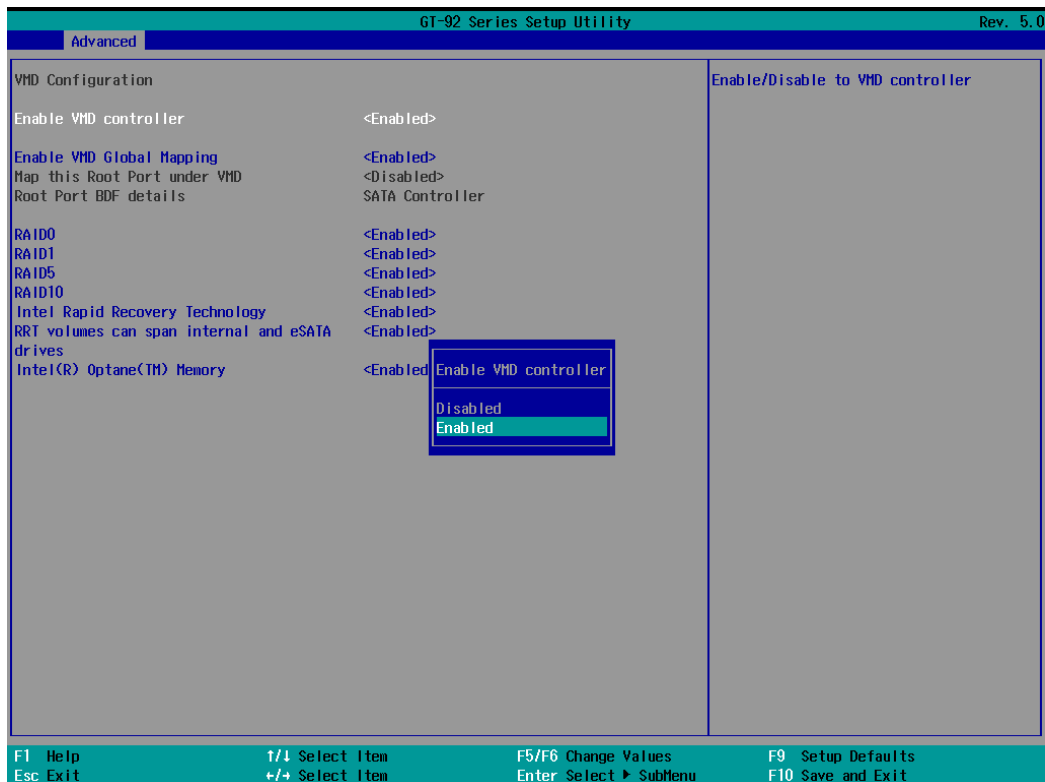 GT-92 Series Setup Utility Rev. 5.0
Advanced
VMD Configuration
Enable/Disable to VMD controller
Enable VMD controller <Enabled>
Enable VMD Global Mapping <Enabled>
Map this Root Port under VMD <Disabled>
Root Port BDF details SATA Controller
RAID0 <Enabled>
RAID1 <Enabled>
RAID5 <Enabled>
RAID10 <Enabled>
Intel Rapid Recovery Technology <Enabled>
RRT volumes can span internal and eSATA <Enabled>
drives
Intel(R) Optane(TM) Memory <Enabled
Enable VMD controller
Disabled
Enabled
F1 Help ↑/↓ Select Item F5/F6 Change Values F9 Setup Defaults
Esc Exit ←/→ Select Item Enter Select ▶ SubMenu F10 Save and Exit